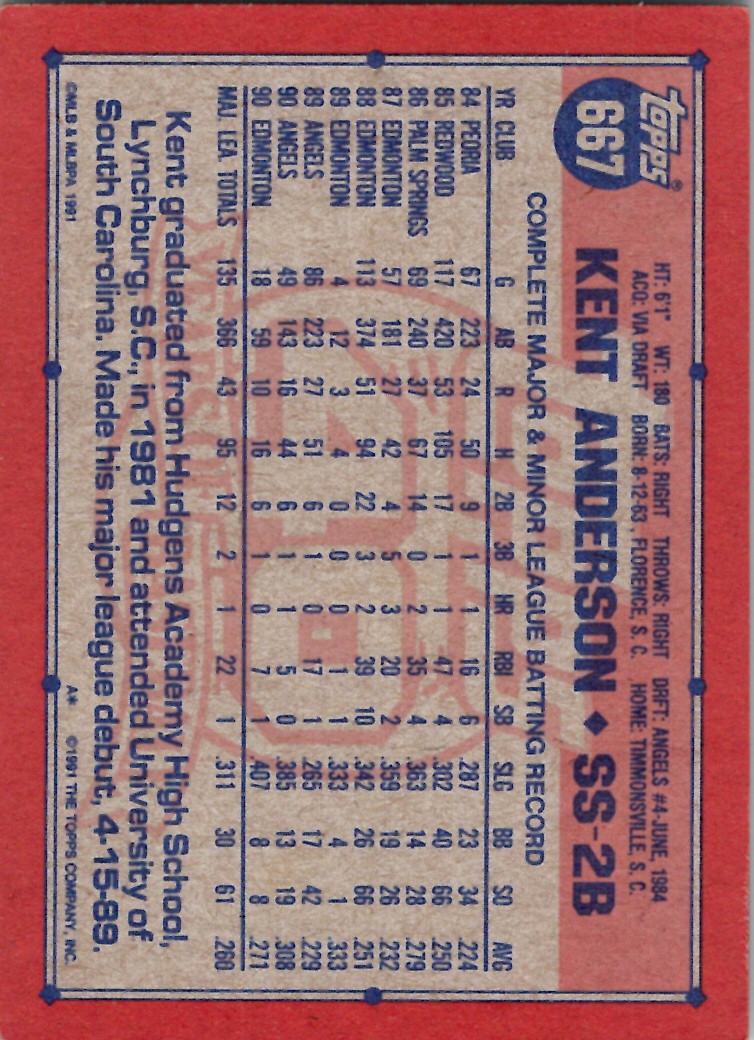 topps®
667
HT: 6'1" WT: 180 BATS: RIGHT THROWS: RIGHT DRFT: ANGELS #4-JUNE, 1984
ACQ: VIA DRAFT BORN: 8-12-63, FLORENCE, S. C. HOME: TIMMONSVILLE, S. C.
KENT ANDERSON ♦ SS-2B
COMPLETE MAJOR & MINOR LEAGUE BATTING RECORD
YR CLUB G AB R H 2B 3B HR RBI SB SLG BB SO AVG
84 PEORIA 67 223 24 50 9 1 1 16 6 .287 23 34 .224
85 REDWOOD 117 420 53 105 17 1 1 47 4 .302 40 66 .250
86 PALM SPRINGS 69 240 37 67 14 0 2 35 4 .363 14 28 .279
87 EDMONTON 57 181 27 42 4 5 3 20 2 .359 19 26 .232
88 EDMONTON 113 374 51 94 22 3 2 39 10 .342 26 66 .251
89 EDMONTON 4 12 3 4 0 0 0 1 1 .333 4 1 .333
89 ANGELS 86 223 27 51 6 1 0 17 1 .265 17 42 .229
90 ANGELS 49 143 16 44 6 1 1 5 0 .385 13 19 .308
90 EDMONTON 18 59 10 16 6 1 0 7 1 .407 8 8 .271
MAJ. LEA. TOTALS 135 366 43 95 12 2 1 22 1 .311 30 61 .260
Kent graduated from Hudgens Academy High School,
Lynchburg, S.C., in 1981 and attended University of
South Carolina. Made his major league debut, 4-15-89.
©MLB & MLBPA 1991 A* ©1991 THE TOPPS COMPANY, INC.